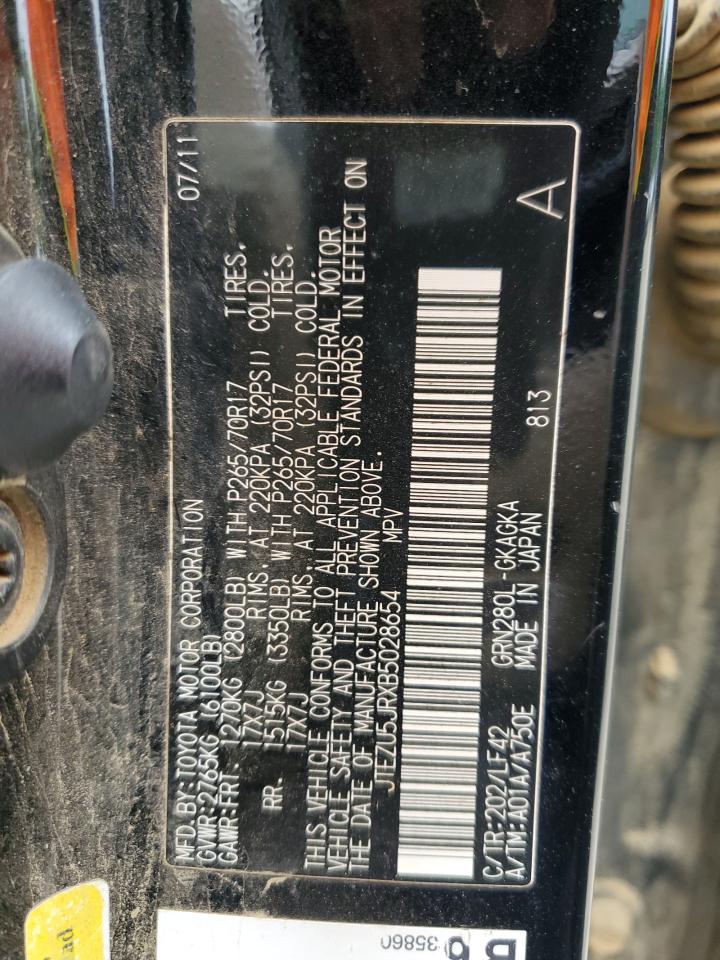 MFD. BY: TOYOTA MOTOR CORPORATION 07/11
GVWR: 2765KG (6100LB)
GAWR: FRT 1270KG (2800LB) WITH P265/70R17 TIRES.
17X7J RIMS. AT 220KPA (32PSI) COLD.
RR. 1515KG (3350LB) WITH P265/70R17 TIRES.
17X7J RIMS. AT 220KPA (32PSI) COLD.
THIS VEHICLE CONFORMS TO ALL APPLICABLE FEDERAL MOTOR
VEHICLE SAFETY AND THEFT PREVENTION STANDARDS IN EFFECT ON
THE DATE OF MANUFACTURE SHOWN ABOVE.
JTEZU5JRXB5028654 MPV
C/TR: 202/LF42 GRN280L-GKAGKA 813
A/TM: A01A/A750E MADE IN JAPAN
A
35860